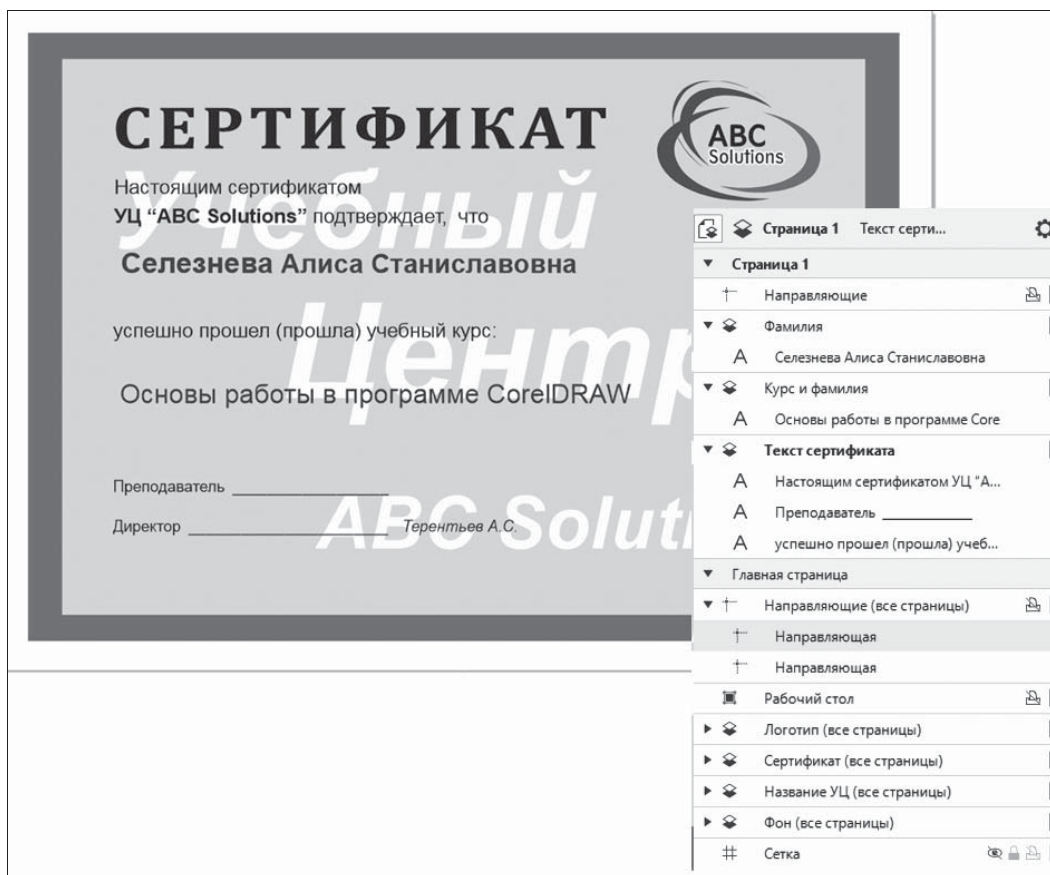 СЕРТИФИКАТ
ABC
Solutions
Учебный
Настоящим сертификатом
УЦ “ABC Solutions” подтверждает, что
Селезнева Алиса Станиславовна
Центр
успешно прошел (прошла) учебный курс:
Основы работы в программе CorelDRAW
Преподаватель _______________
ABC Soluti
Директор ___________________ Терентьев А.С.
Страница 1 Текст серти...
Страница 1
Направляющие
Фамилия
Селезнева Алиса Станиславовна
Курс и фамилия
Основы работы в программе Core
Текст сертификата
Настоящим сертификатом УЦ "А...
Преподаватель ____________
успешно прошел (прошла) учеб...
Главная страница
Направляющие (все страницы)
Направляющая
Направляющая
Рабочий стол
Логотип (все страницы)
Сертификат (все страницы)
Название УЦ (все страницы)
Фон (все страницы)
Сетка